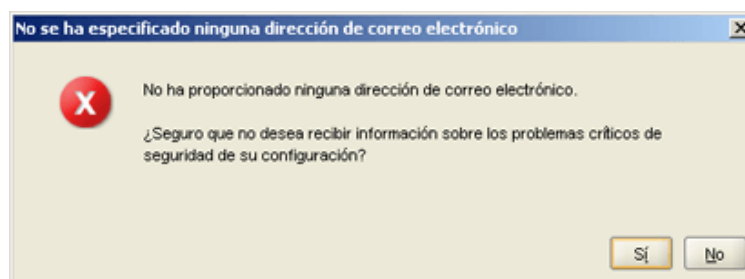 No se ha especificado ninguna dirección de correo electrónico
No ha proporcionado ninguna dirección de correo electrónico.
¿Seguro que no desea recibir información sobre los problemas críticos de
seguridad de su configuración?
Sí
No